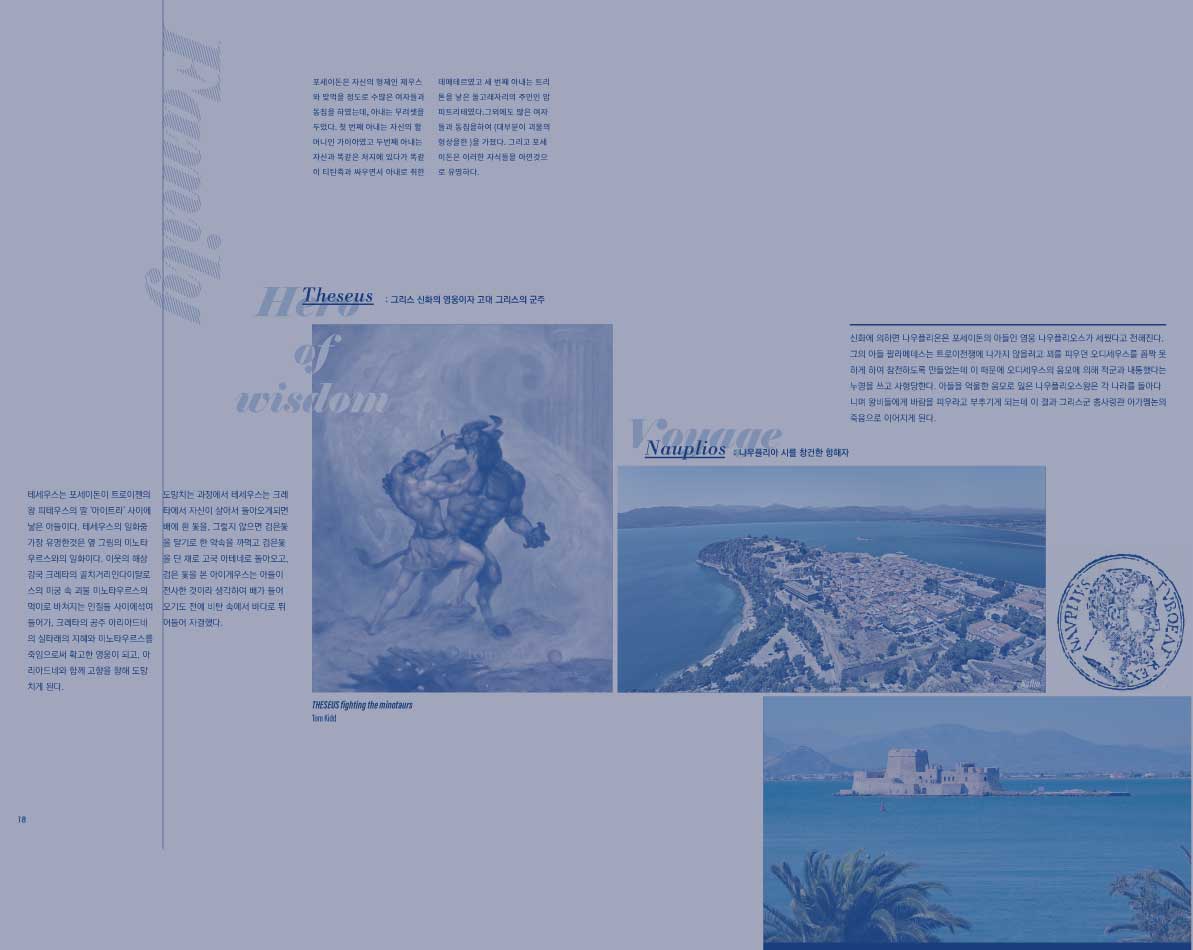 Family
포세이돈은 자신의 형제인 제우스
와 맞먹을 정도로 수많은 여자들과
동침을 하였는데, 아내는 무려셋을
두었다. 첫 번째 아내는 자신의 할
머니인 가이아였고 두번째 아내는
자신과 똑같은 처지에 있다가 똑같
이 티탄족과 싸우면서 아내로 취한
데메테르였고 세 번째 아내는 트리
톤을 낳은 돌고래자리의 주인인 암
피트리테였다.그외에도 많은 여자
들과 동침을하여 (대부분이 괴물의
형상을한 )을 가졌다. 그리고 포세
이돈은 이러한 자식들을 아낀것으
로 유명하다.
Hero
of
wisdom
Theseus : 그리스 신화의 영웅이자 고대 그리스의 군주
테세우스는 포세이돈이 트로이젠의
왕 피테우스의 딸 '아이트라' 사이에
낳은 아들이다. 테세우스의 일화중
가장 유명한것은 옆 그림의 미노타
우르스와의 일화이다. 이웃의 해상
강국 크레타의 골치거리인다이달로
스의 미궁 속 괴물 미노타우르스의
먹이로 바쳐지는 인질들 사이에섞여
들어가, 크레타의 공주 아리아드네
의 실타래의 지혜와 미노타우르스를
죽임으로써 확고한 영웅이 되고, 아
리아드네와 함께 고향을 향해 도망
치게 된다.
도망치는 과정에서 테세우스는 크레
타에서 자신이 살아서 돌아오게되면
배에 흰 돛을, 그렇지 않으면 검은돛
을 달기로 한 약속을 까먹고 검은돛
을 단 채로 고국 아테네로 돌아오고,
검은 돛을 본 아이게우스는 아들이
전사한 것이라 생각하여 배가 들어
오기도 전에 비탄 속에서 바다로 뛰
어들어 자결했다.
THESEUS fighting the minotaurs
Tom Kidd
Voyage
Nauplios : 나우플리아 시를 창건한 항해자
신화에 의하면 나우플리온은 포세이돈의 아들인 영웅 나우플리오스가 세웠다고 전해진다.
그의 아들 팔라메데스는 트로이전쟁에 나가지 않을려고 꾀를 피우던 오디세우스를 꼼짝 못
하게 하여 참전하도록 만들었는데 이 때문에 오디세우스의 음모에 의해 적군과 내통했다는
누명을 쓰고 사형당한다. 아들을 억울한 음모로 잃은 나우플리오스왕은 각 나라를 돌아다
니며 왕비들에게 바람을 피우라고 부추기게 되는데 이 결과 그리스군 총사령관 아가멤논의
죽음으로 이어지게 된다.
NAVPLIVS
18